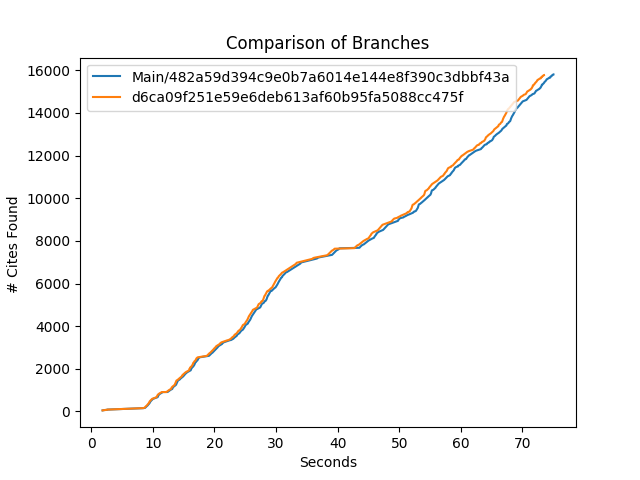 Comparison of Branches
Main/482a59d394c9e0b7a6014e144e8f390c3dbbf43a
d6ca09f251e59e6deb613af60b95fa5088cc475f
16000
14000
12000
10000
8000
6000
4000
2000
0
# Cites Found
0 10 20 30 40 50 60 70
Seconds